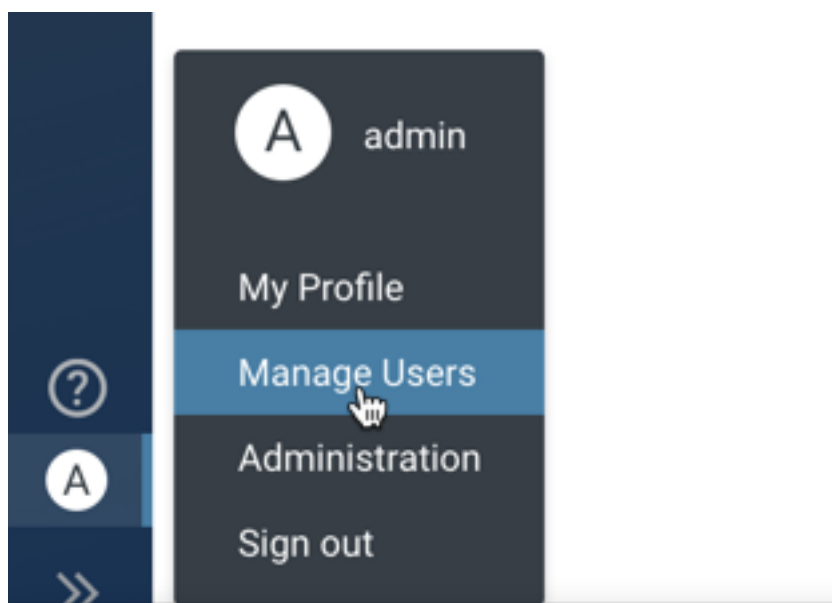 A admin
My Profile
Manage Users
?
A
Administration
Sign out